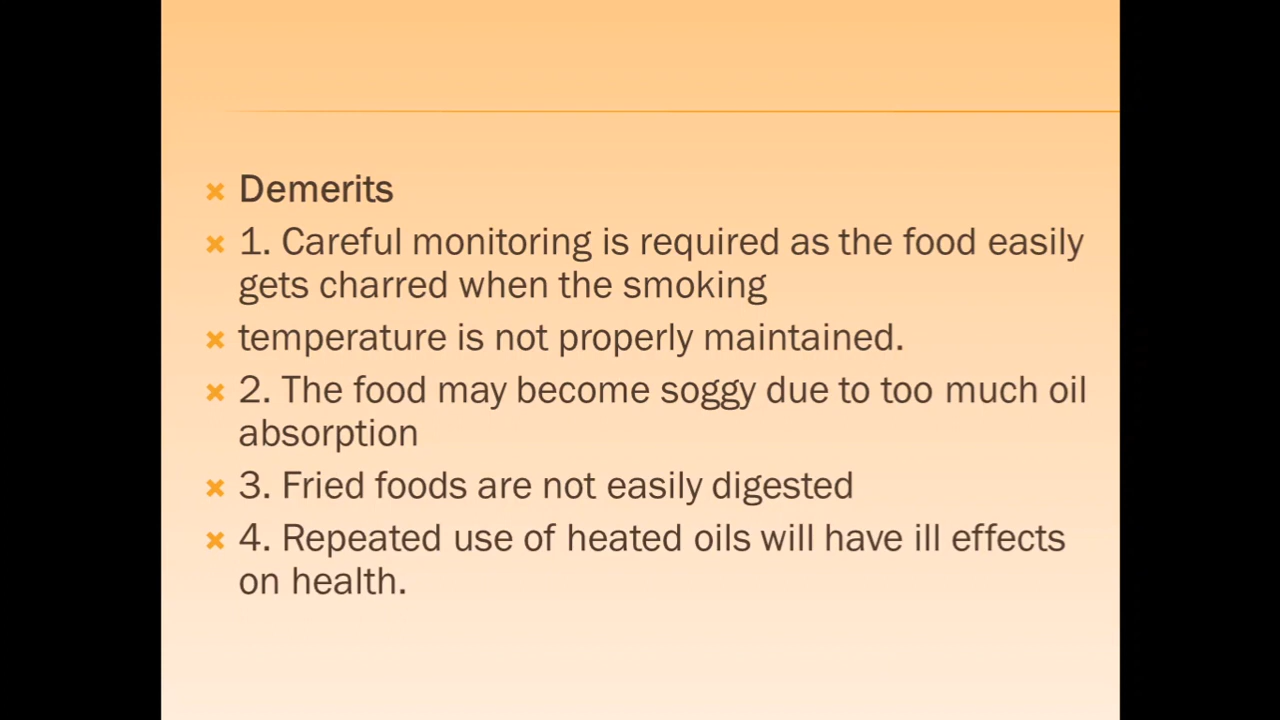 Demerits
1. Careful monitoring is required as the food easily
gets charred when the smoking
temperature is not properly maintained.
2. The food may become soggy due to too much oil
absorption
3. Fried foods are not easily digested
4. Repeated use of heated oils will have ill effects
on health.